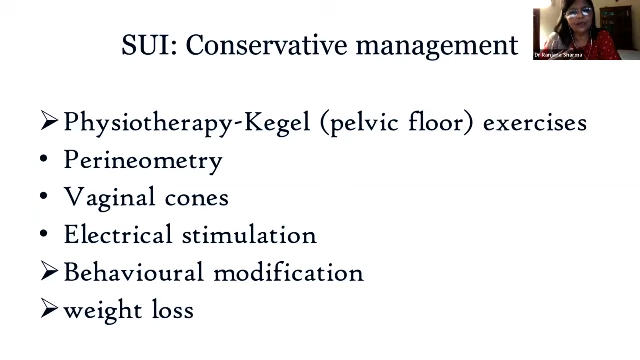 SUI: Conservative management
Dr Ranjana Sharma
➢Physiotherapy-Kegel (pelvic floor) exercises
• Perineometry
• Vaginal cones
• Electrical stimulation
➢Behavioural modification
➢weight loss